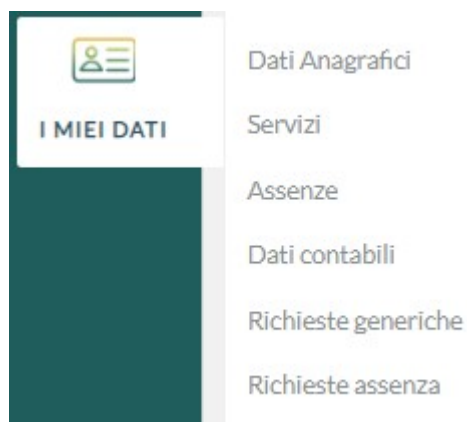 I MIEI DATI
Dati Anagrafici
Servizi
Assenze
Dati contabili
Richieste generiche
Richieste assenza